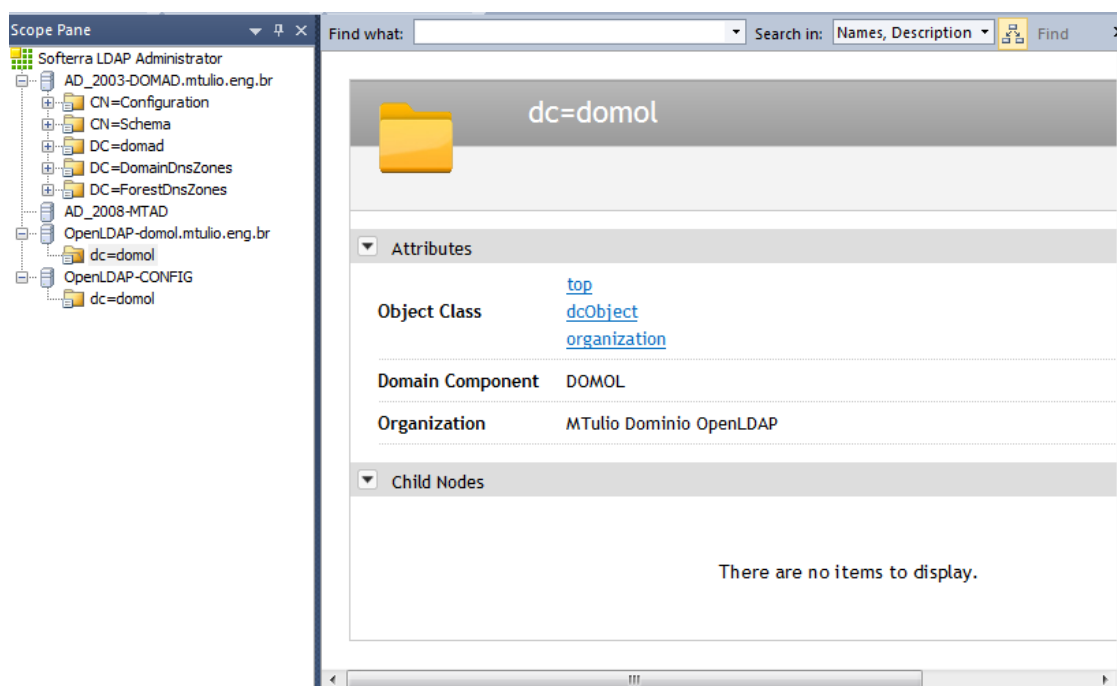 Scope Pane
Softerra LDAP Administrator
AD_2003-DOMAD.mtulio.eng.br
CN=Configuration
CN=Schema
DC=domad
DC=DomainDnsZones
DC=ForestDnsZones
AD_2008-MTAD
OpenLDAP-domol.mtulio.eng.br
dc=domol
OpenLDAP-CONFIG
dc=domol
Find what:
Search in: Names, Description Find
dc=domol
Attributes
Object Class
top
dcObject
organization
Domain Component DOMOL
Organization MTulio Dominio OpenLDAP
Child Nodes
There are no items to display.